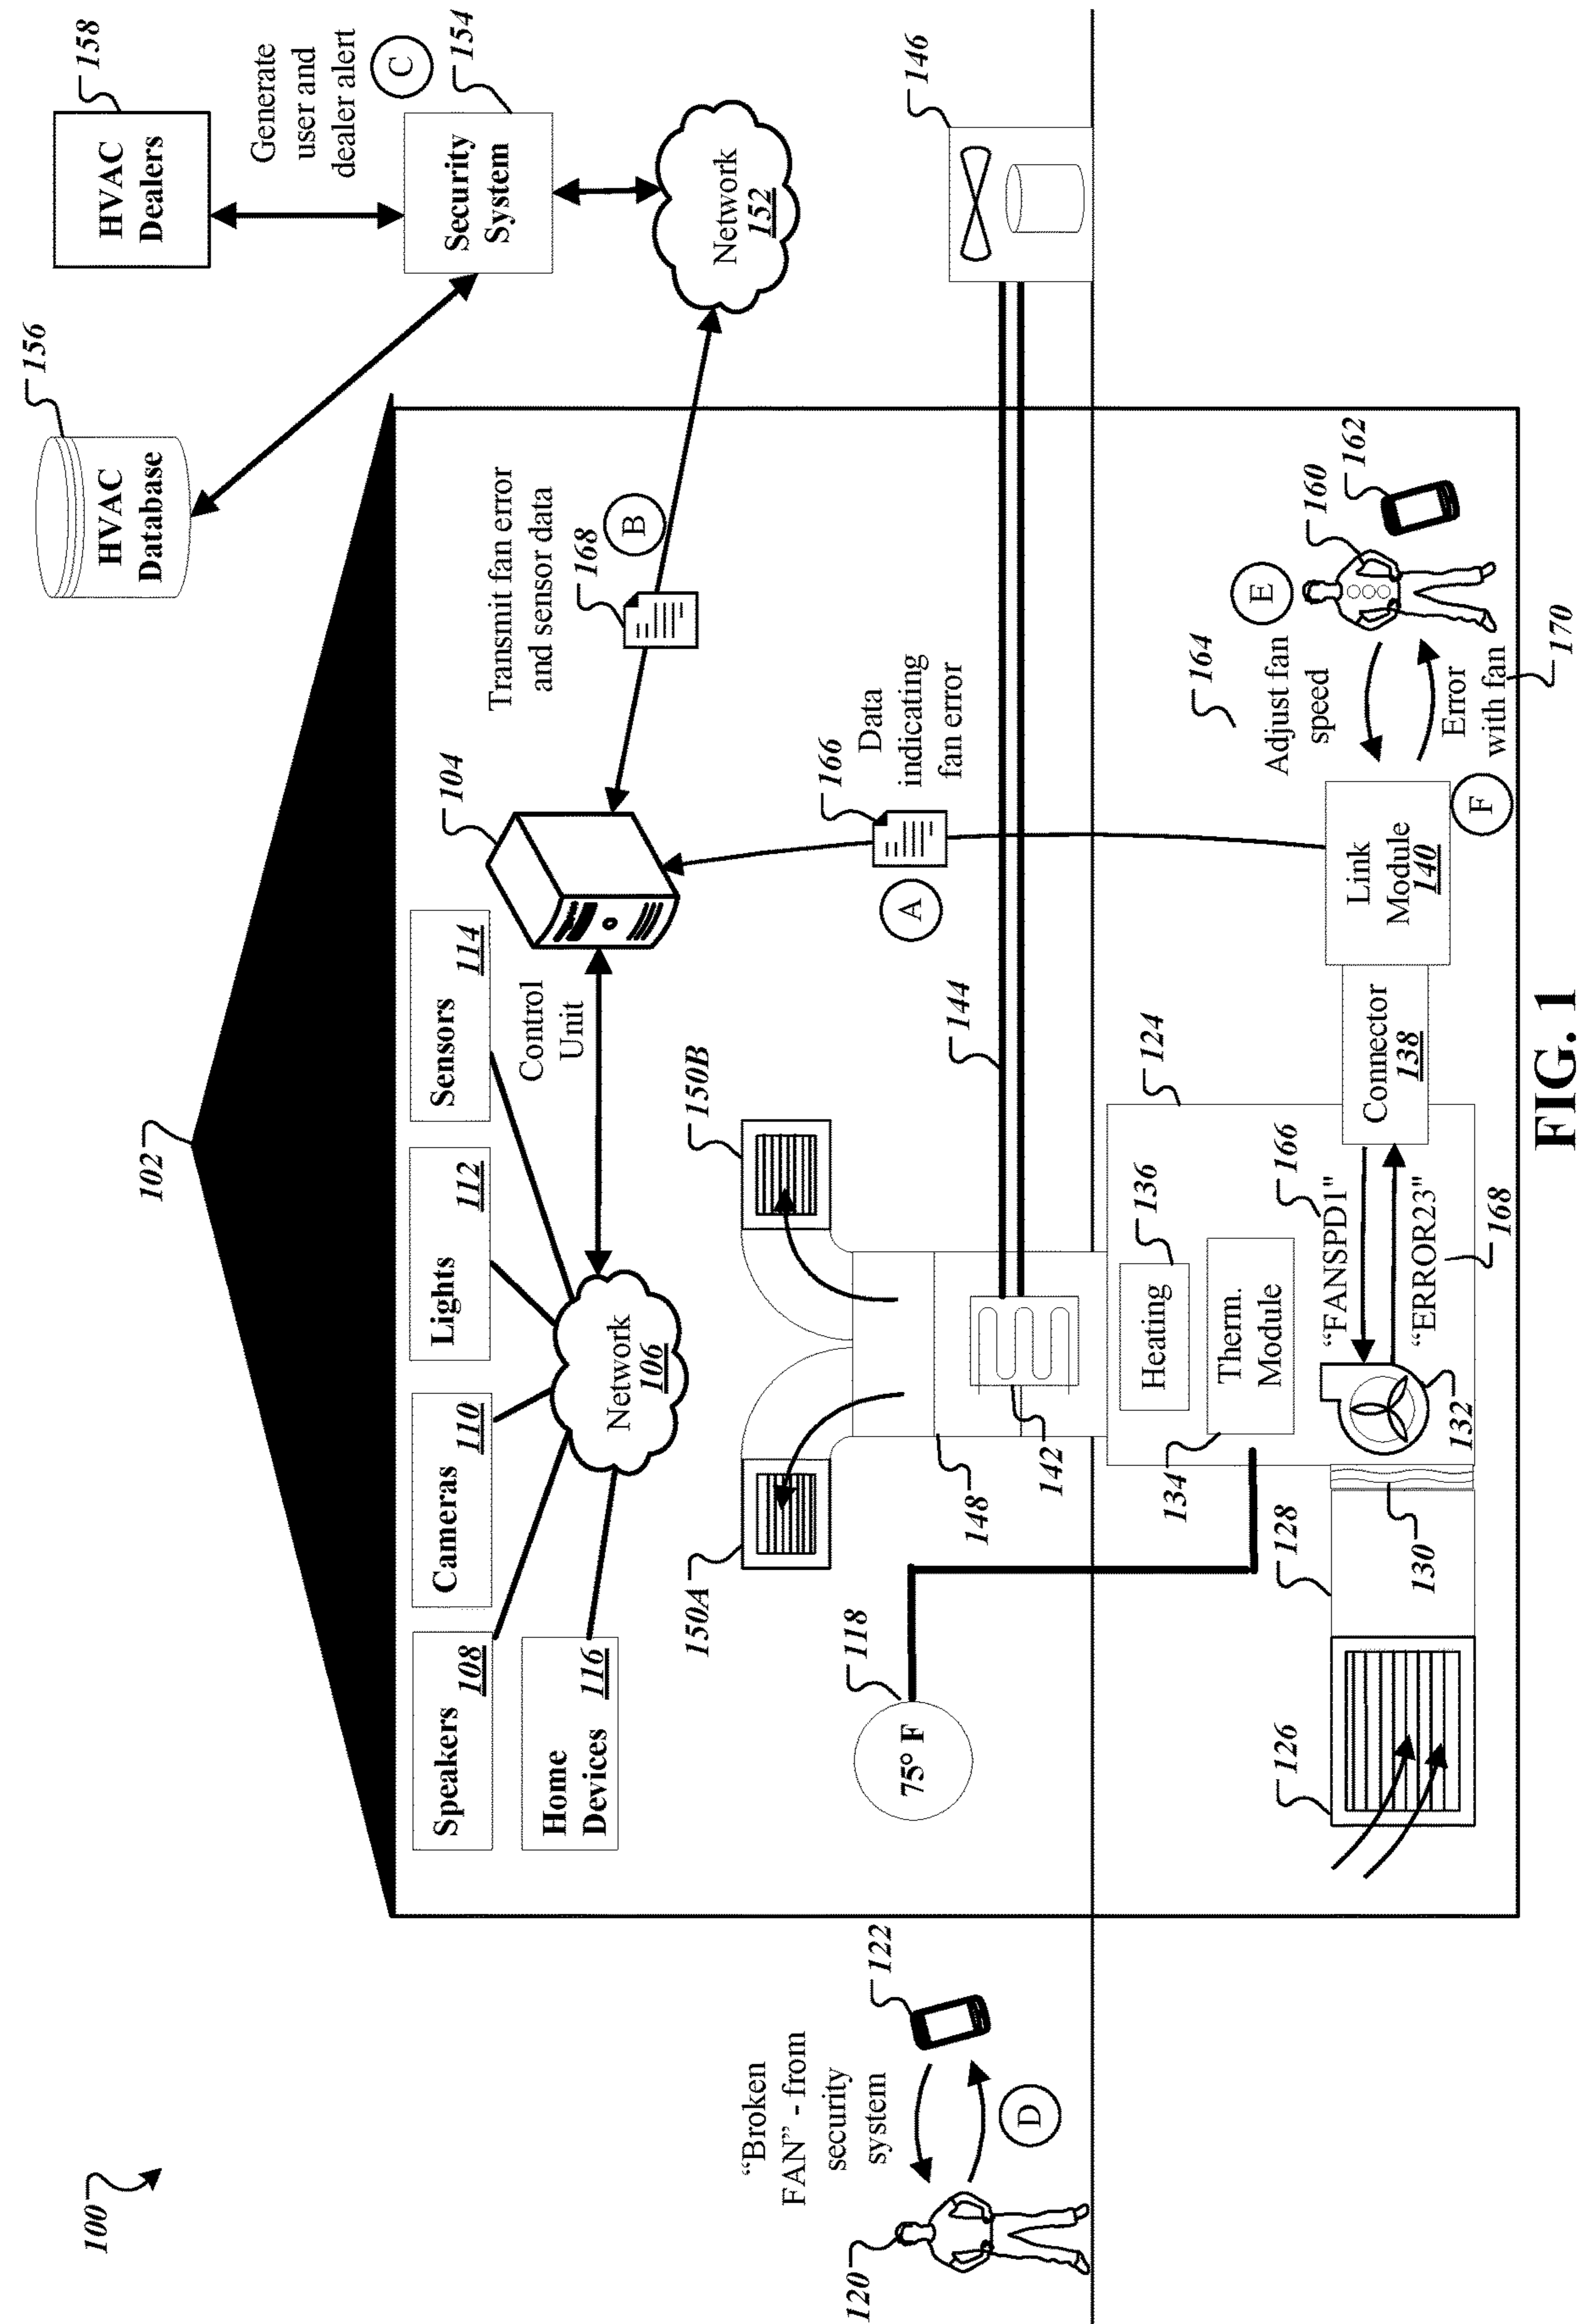 100
102
Speakers
108
Cameras
110
Lights
112
Sensors
114
Home
Devices
116
Network
106
Control
Unit
104
Transmit fan error
and sensor data
168
B
HVAC
Database
156
HVAC
Dealers
158
Generate
user and
dealer alert
C
Security
System
154
Network
152
146
150A
150B
118
75° F
148
142
144
A
166
Data
indicating
fan error
"Broken
FAN" - from
security
system
122
120
D
124
Heating
136
Therm.
Module
134
126
128
130
132
“FANSPD1"
166
“ERROR23"
168
Connector
138
Link
Module
140
F
164
Adjust fan
speed
E
160
162
Error
with fan
170
FIG. 1